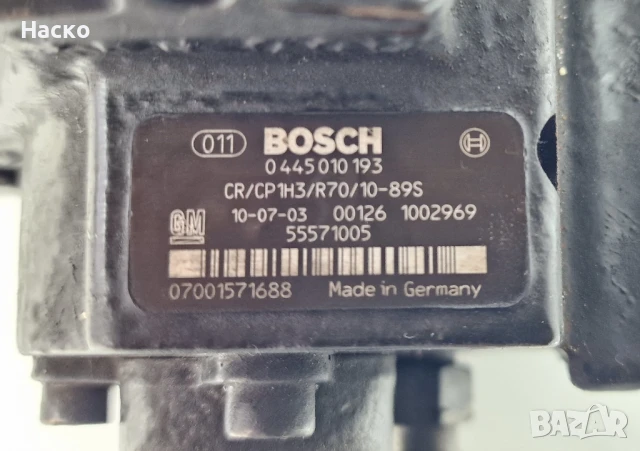 Наско
011 BOSCH
0 445 010 193
CR/CP1H3/R70/10-89S
GM 10-07-03 00126 1002969
55571005
07001571688 Made in Germany
BAZAR